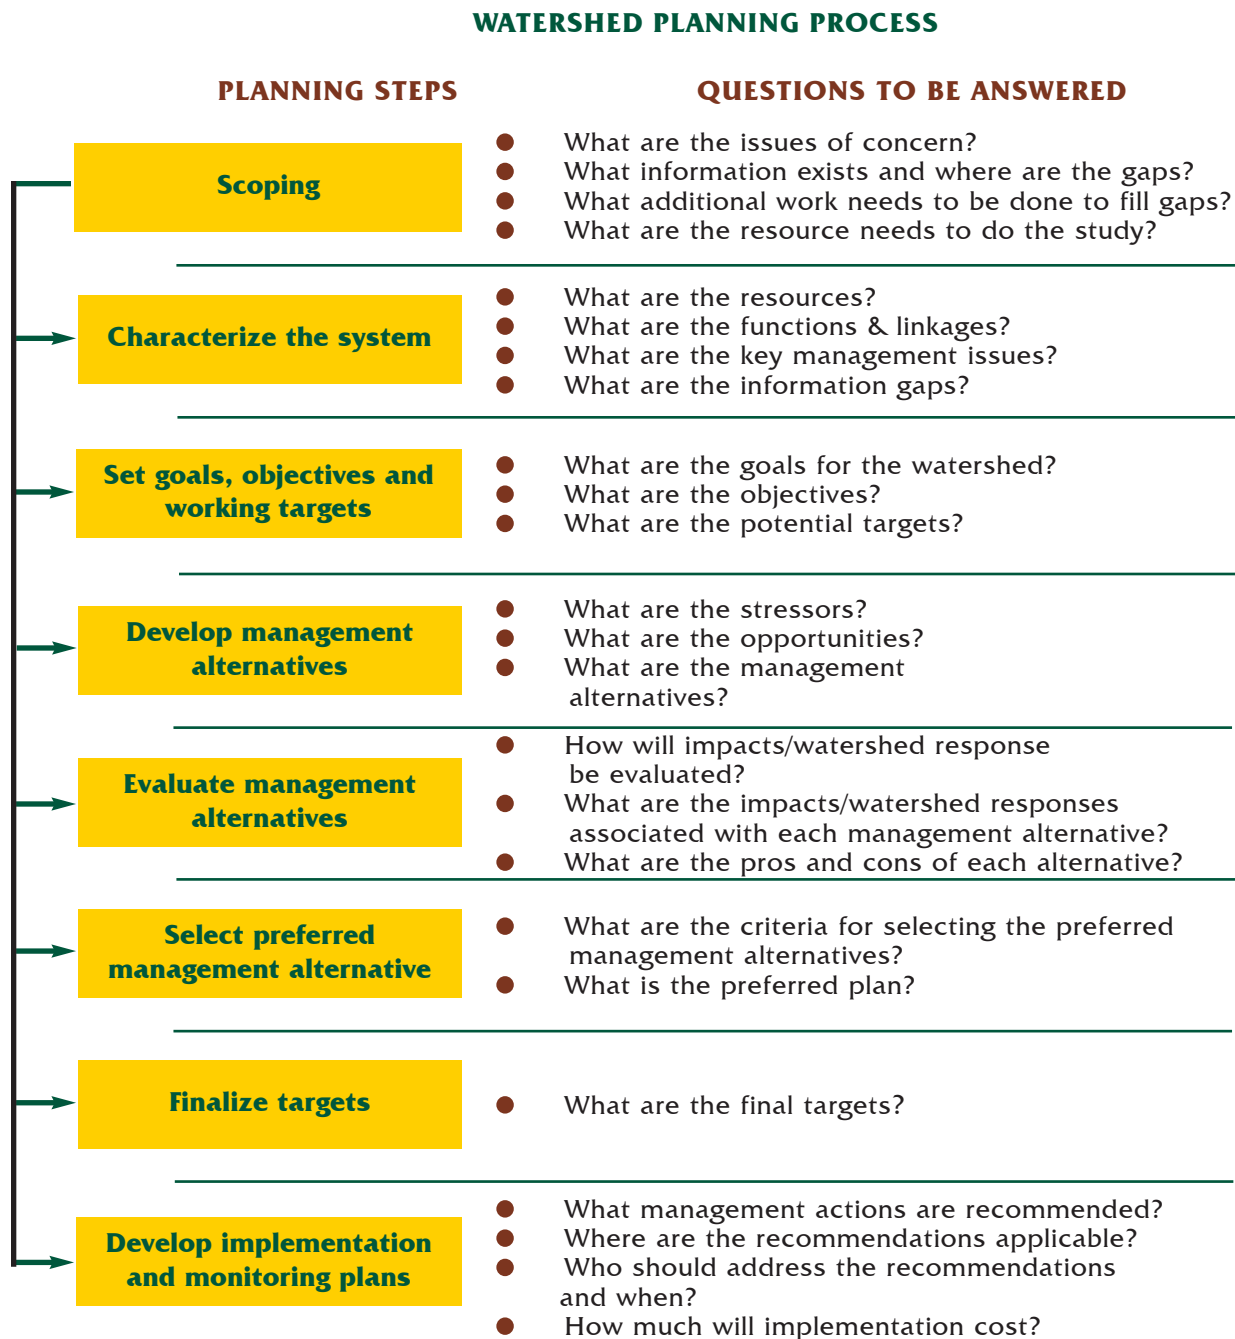 WATERSHED PLANNING PROCESS
PLANNING STEPS
QUESTIONS TO BE ANSWERED
Scoping
What are the issues of concern?
What information exists and where are the gaps?
What additional work needs to be done to fill gaps?
What are the resource needs to do the study?
Characterize the system
What are the resources?
What are the functions & linkages?
What are the key management issues?
What are the information gaps?
Set goals, objectives and
working targets
What are the goals for the watershed?
What are the objectives?
What are the potential targets?
Develop management
alternatives
What are the stressors?
What are the opportunities?
What are the management
alternatives?
Evaluate management
alternatives
How will impacts/watershed response
be evaluated?
What are the impacts/watershed responses
associated with each management alternative?
What are the pros and cons of each alternative?
Select preferred
management alternative
What are the criteria for selecting the preferred
management alternatives?
What is the preferred plan?
Finalize targets
What are the final targets?
Develop implementation
and monitoring plans
What management actions are recommended?
Where are the recommendations applicable?
Who should address the recommendations
and when?
How much will implementation cost?